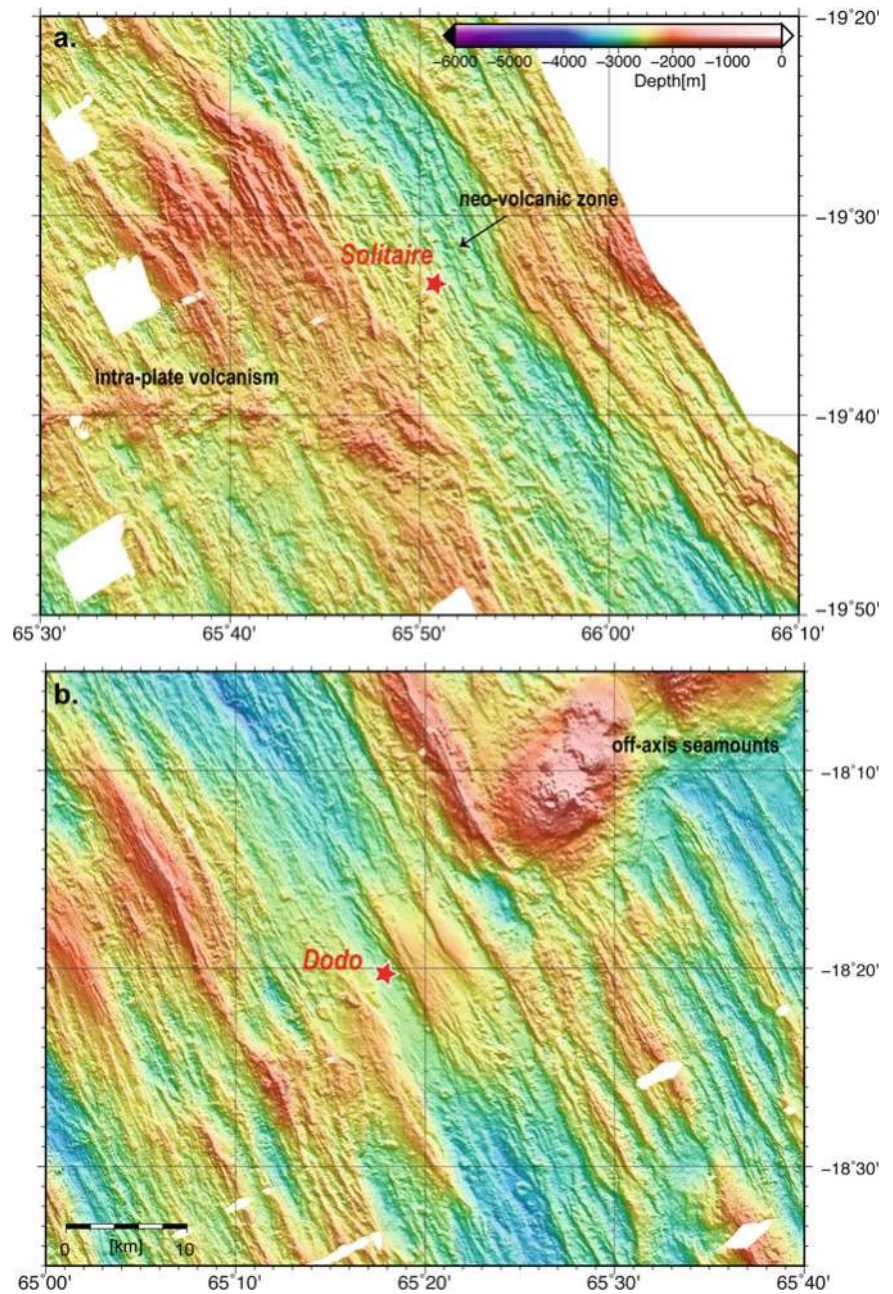 a.
−6000 −5000 −4000 −3000 −2000 −1000 0
Depth[m]
−19˚20'
neo-volcanic zone
−19˚30'
Solitaire
intra-plate volcanism
−19˚40'
−19˚50'
65˚30' 65˚40' 65˚50' 66˚00' 66˚10'
b.
off-axis seamounts
−18˚10'
Dodo
−18˚20'
−18˚30'
0 [km] 10
65˚00' 65˚10' 65˚20' 65˚30' 65˚40'